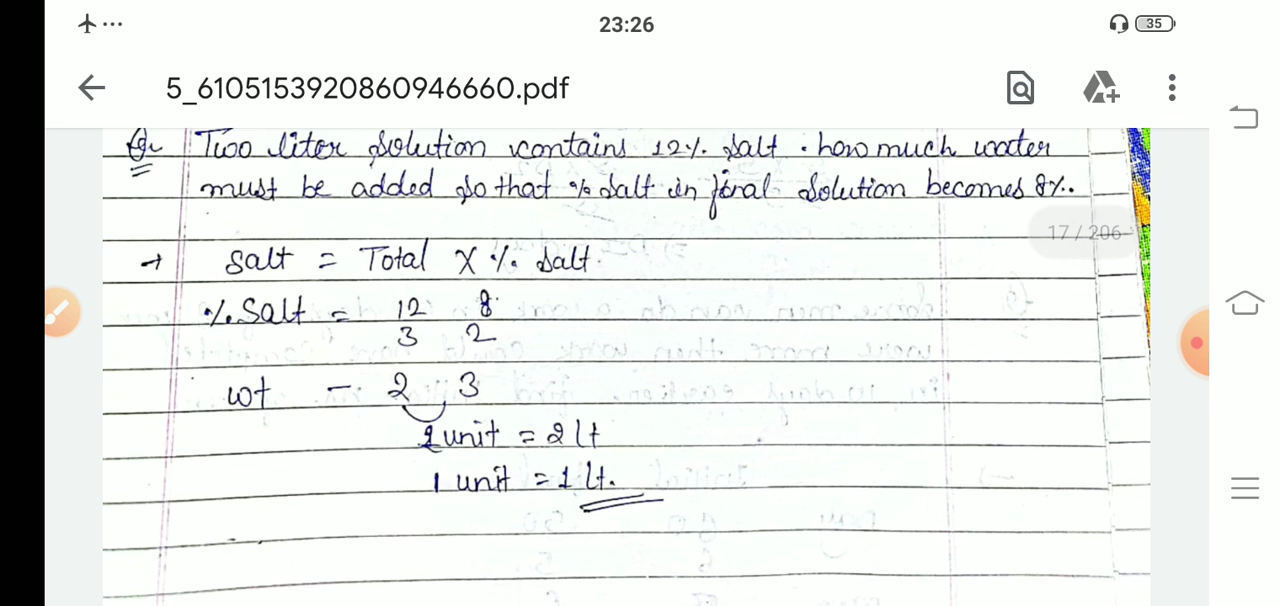 23:26
35
5_6105153920860946660.pdf
Qn Two liter solution contains 12% salt . how much water
must be added so that % salt in final solution becomes 8%.
17 / 206
→ Salt = Total X % salt.
% Salt = 12 8
3 2
wt – 2 3
2 unit = 2 lt
1 unit = 1 lt.